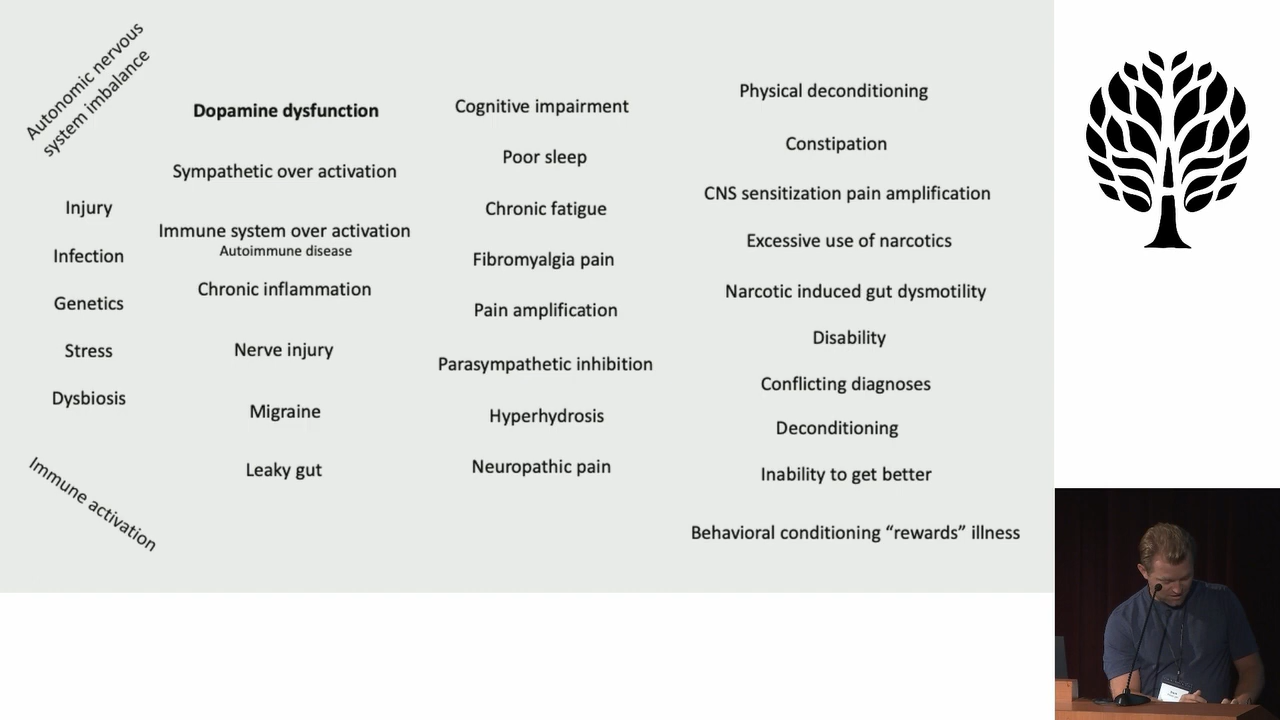 Autonomic nervous
system imbalance
Injury
Infection
Genetics
Stress
Dysbiosis
Immune activation
Dopamine dysfunction
Sympathetic over activation
Immune system over activation
Autoimmune disease
Chronic inflammation
Nerve injury
Migraine
Leaky gut
Cognitive impairment
Poor sleep
Chronic fatigue
Fibromyalgia pain
Pain amplification
Parasympathetic inhibition
Hyperhydrosis
Neuropathic pain
Physical deconditioning
Constipation
CNS sensitization pain amplification
Excessive use of narcotics
Narcotic induced gut dysmotility
Disability
Conflicting diagnoses
Deconditioning
Inability to get better
Behavioral conditioning “rewards” illness